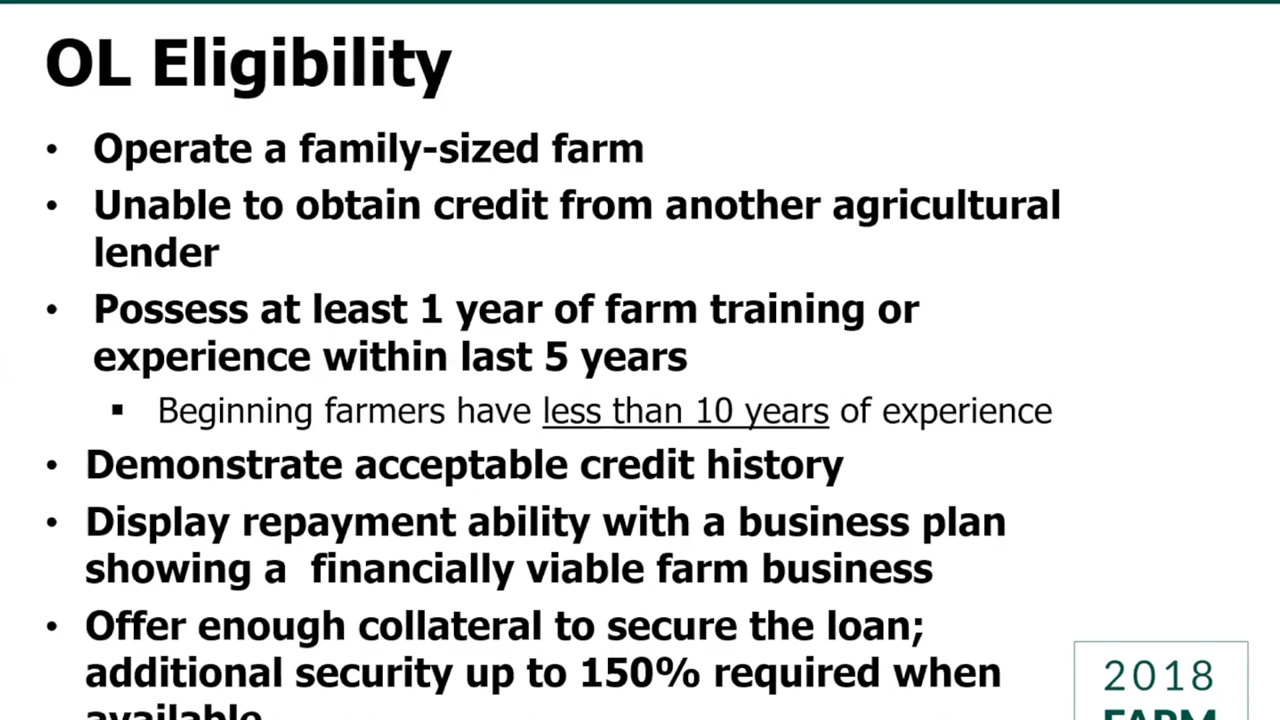 OL Eligibility
• Operate a family-sized farm
• Unable to obtain credit from another agricultural
lender
• Possess at least 1 year of farm training or
experience within last 5 years
▪ Beginning farmers have less than 10 years of experience
• Demonstrate acceptable credit history
• Display repayment ability with a business plan
showing a  financially viable farm business
• Offer enough collateral to secure the loan;
additional security up to 150% required when
available
2018
FARM